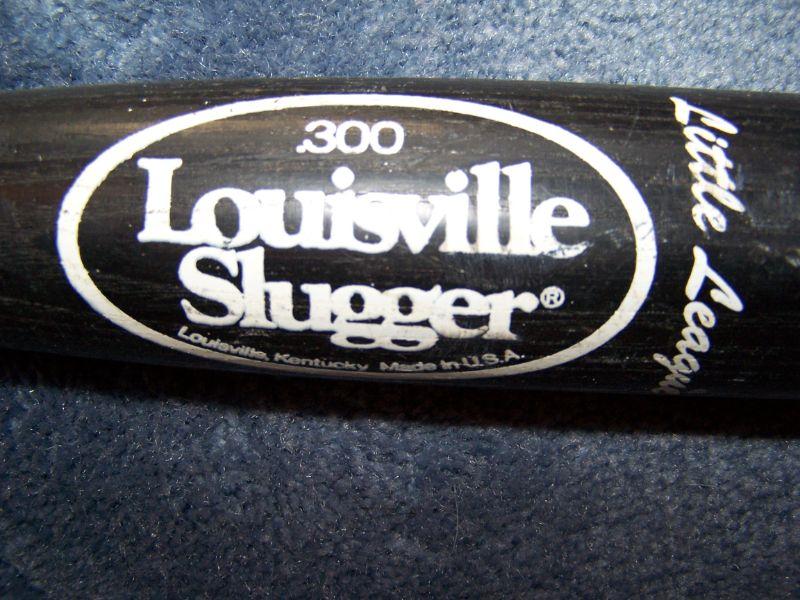 .300
Louisville
Slugger®
Louisville, Kentucky Made in U.S.A.
Little League